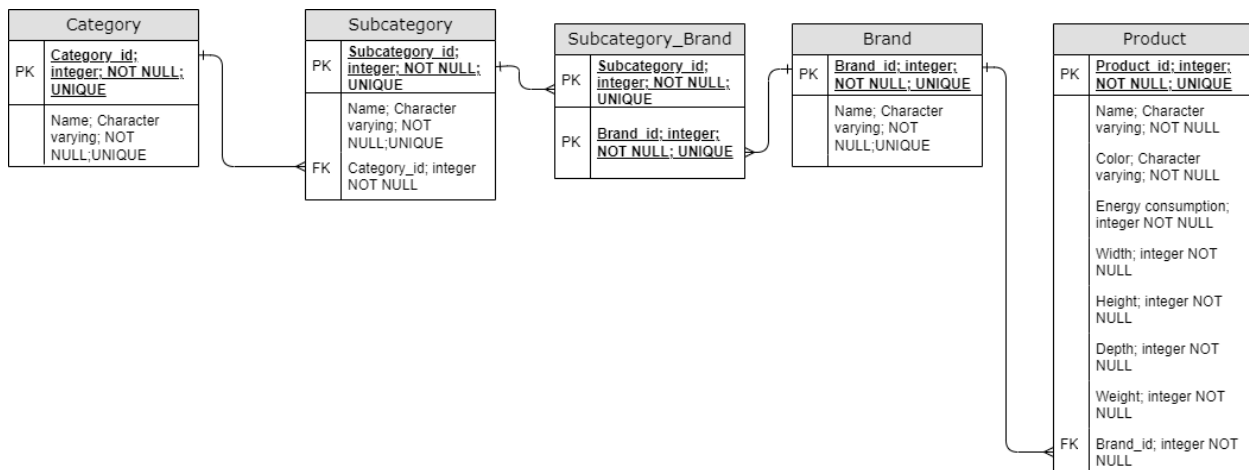 Category
PK
Category_id;
integer; NOT NULL;
UNIQUE
Name; Character
varying; NOT
NULL;UNIQUE
Subcategory
PK
Subcategory_id;
integer; NOT NULL;
UNIQUE
Name; Character
varying; NOT
NULL;UNIQUE
FK
Category_id; integer
NOT NULL
Subcategory_Brand
PK
Subcategory_id;
integer; NOT NULL;
UNIQUE
PK
Brand_id; integer;
NOT NULL; UNIQUE
Brand
PK
Brand_id; integer;
NOT NULL; UNIQUE
Name; Character
varying; NOT
NULL;UNIQUE
Product
PK
Product_id; integer;
NOT NULL; UNIQUE
Name; Character
varying; NOT NULL
Color; Character
varying; NOT NULL
Energy consumption;
integer NOT NULL
Width; integer NOT
NULL
Height; integer NOT
NULL
Depth; integer NOT
NULL
Weight; integer NOT
NULL
FK
Brand_id; integer NOT
NULL